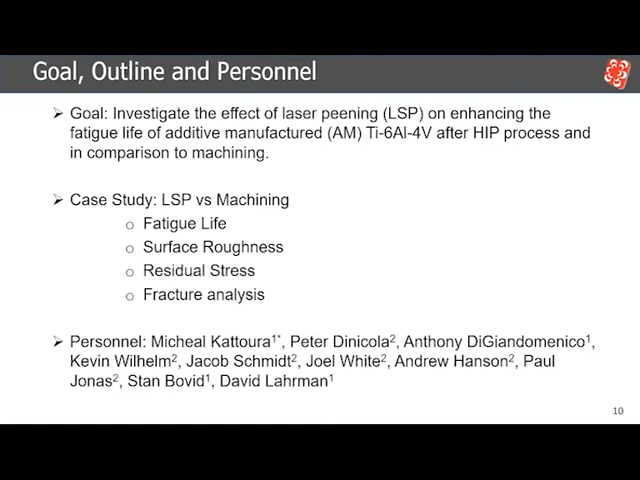 Goal, Outline and Personnel
➢ Goal: Investigate the effect of laser peening (LSP) on enhancing the
fatigue life of additive manufactured (AM) Ti-6Al-4V after HIP process and
in comparison to machining.
➢ Case Study: LSP vs Machining
o Fatigue Life
o Surface Roughness
o Residual Stress
o Fracture analysis
➢ Personnel: Micheal Kattoura¹*, Peter Dinicola², Anthony DiGiandomenico¹,
Kevin Wilhelm², Jacob Schmidt², Joel White², Andrew Hanson², Paul
Jonas², Stan Bovid¹, David Lahrman¹
10